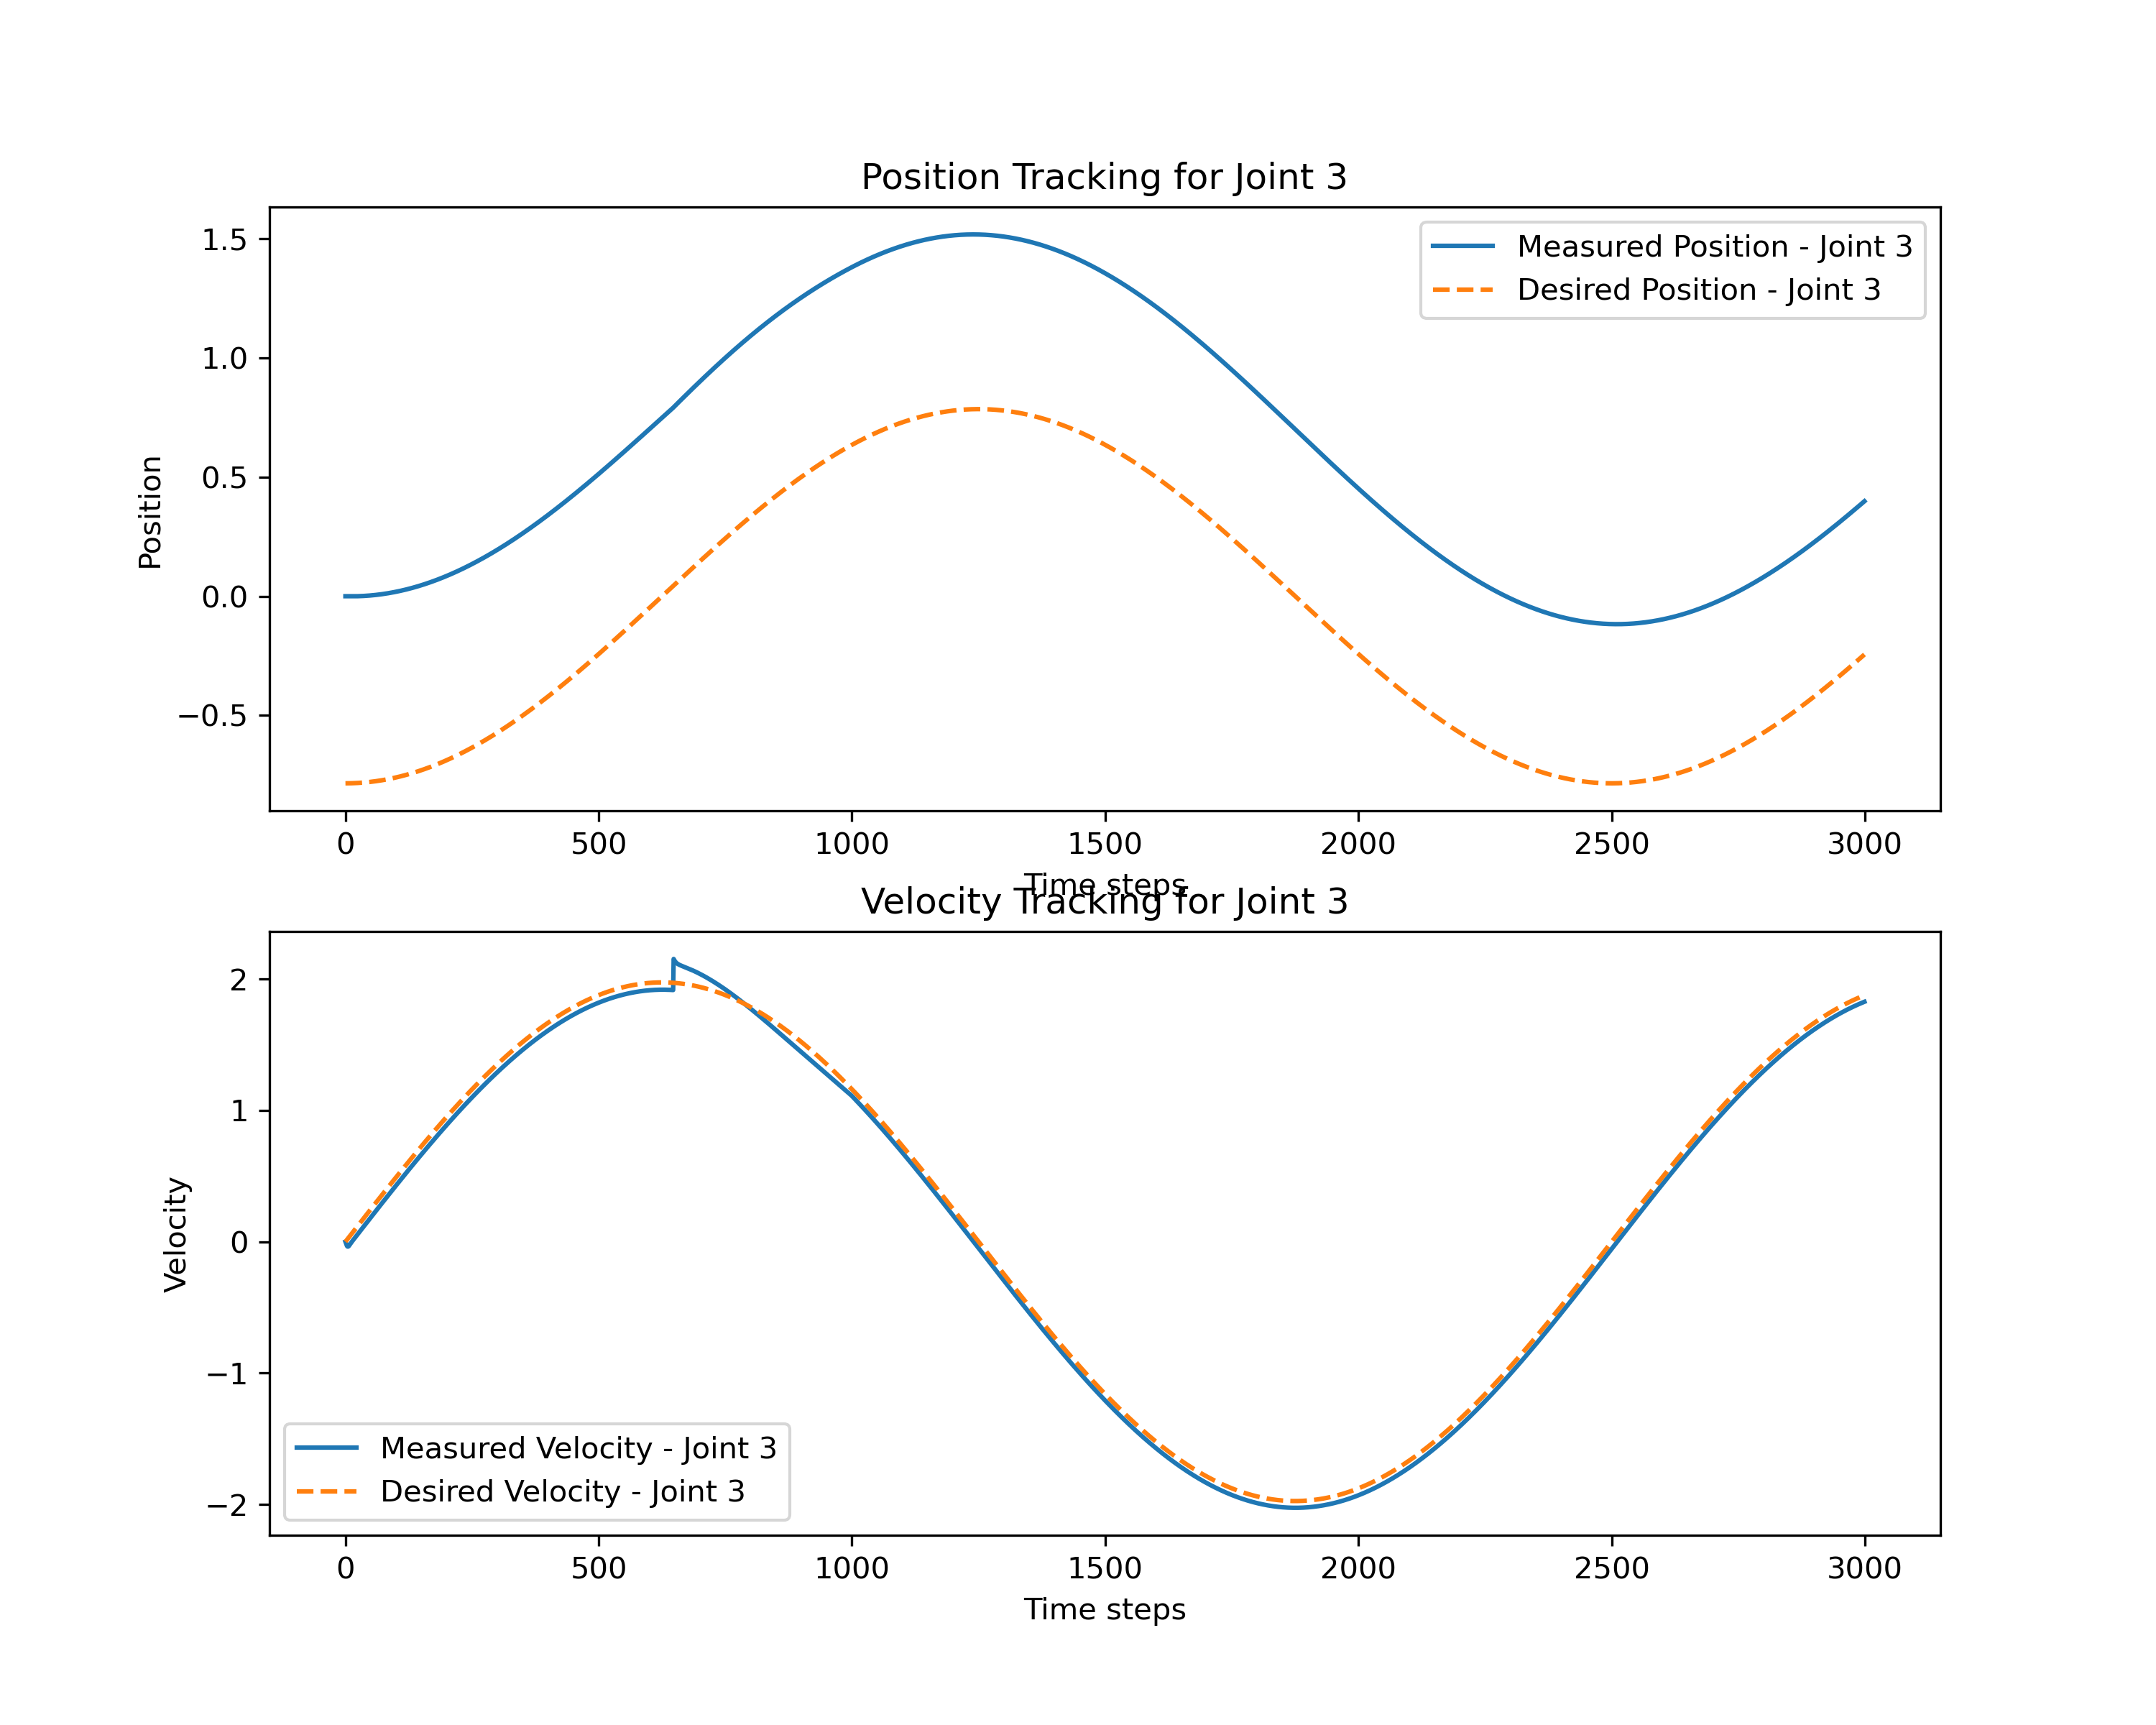 Position Tracking for Joint 3
1.5
1.0
0.5
0.0
−0.5
Position
Measured Position - Joint 3
Desired Position - Joint 3
0 500 1000 1500 2000 2500 3000
Time steps
Velocity Tracking for Joint 3
2
1
0
−1
−2
Velocity
Measured Velocity - Joint 3
Desired Velocity - Joint 3
0 500 1000 1500 2000 2500 3000
Time steps